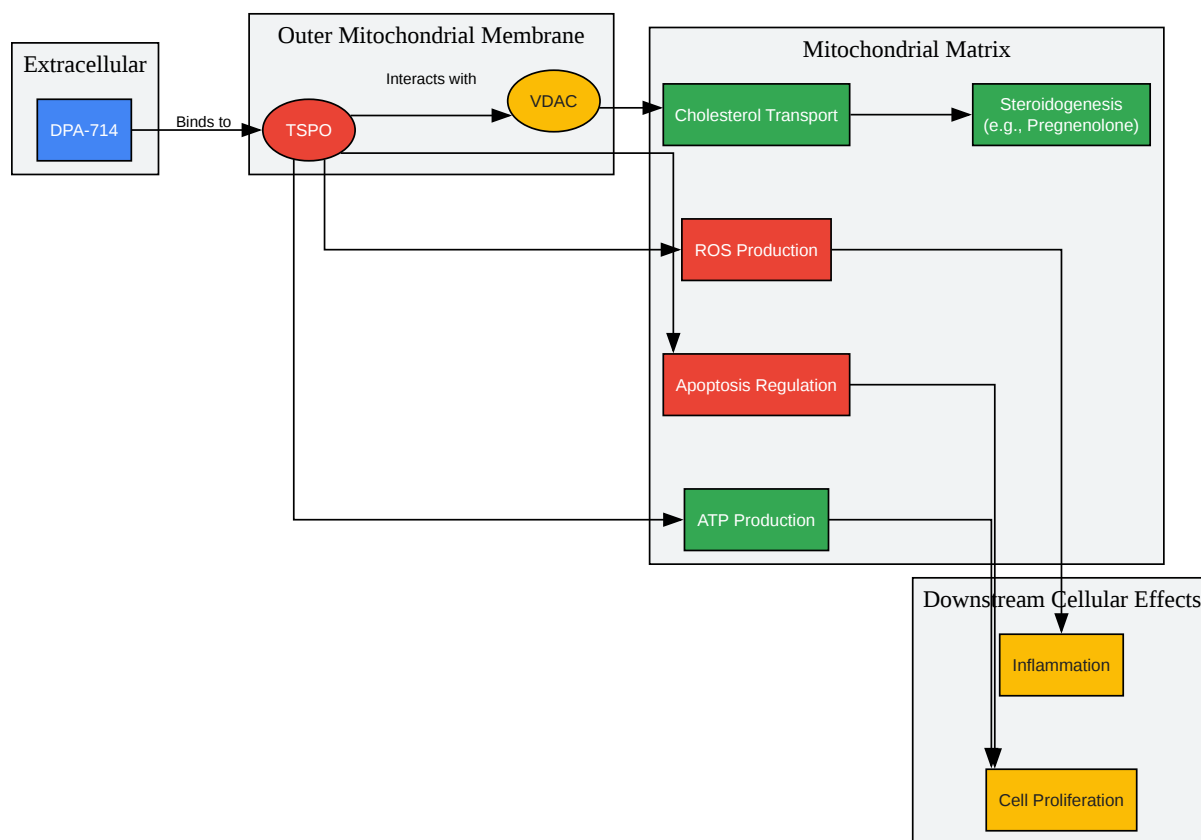 Extracellular
DPA-714
Binds to
Outer Mitochondrial Membrane
TSPO
Interacts with
VDAC
Mitochondrial Matrix
Cholesterol Transport
Steroidogenesis
(e.g., Pregnenolone)
ROS Production
Apoptosis Regulation
ATP Production
Downstream Cellular Effects
Inflammation
Cell Proliferation